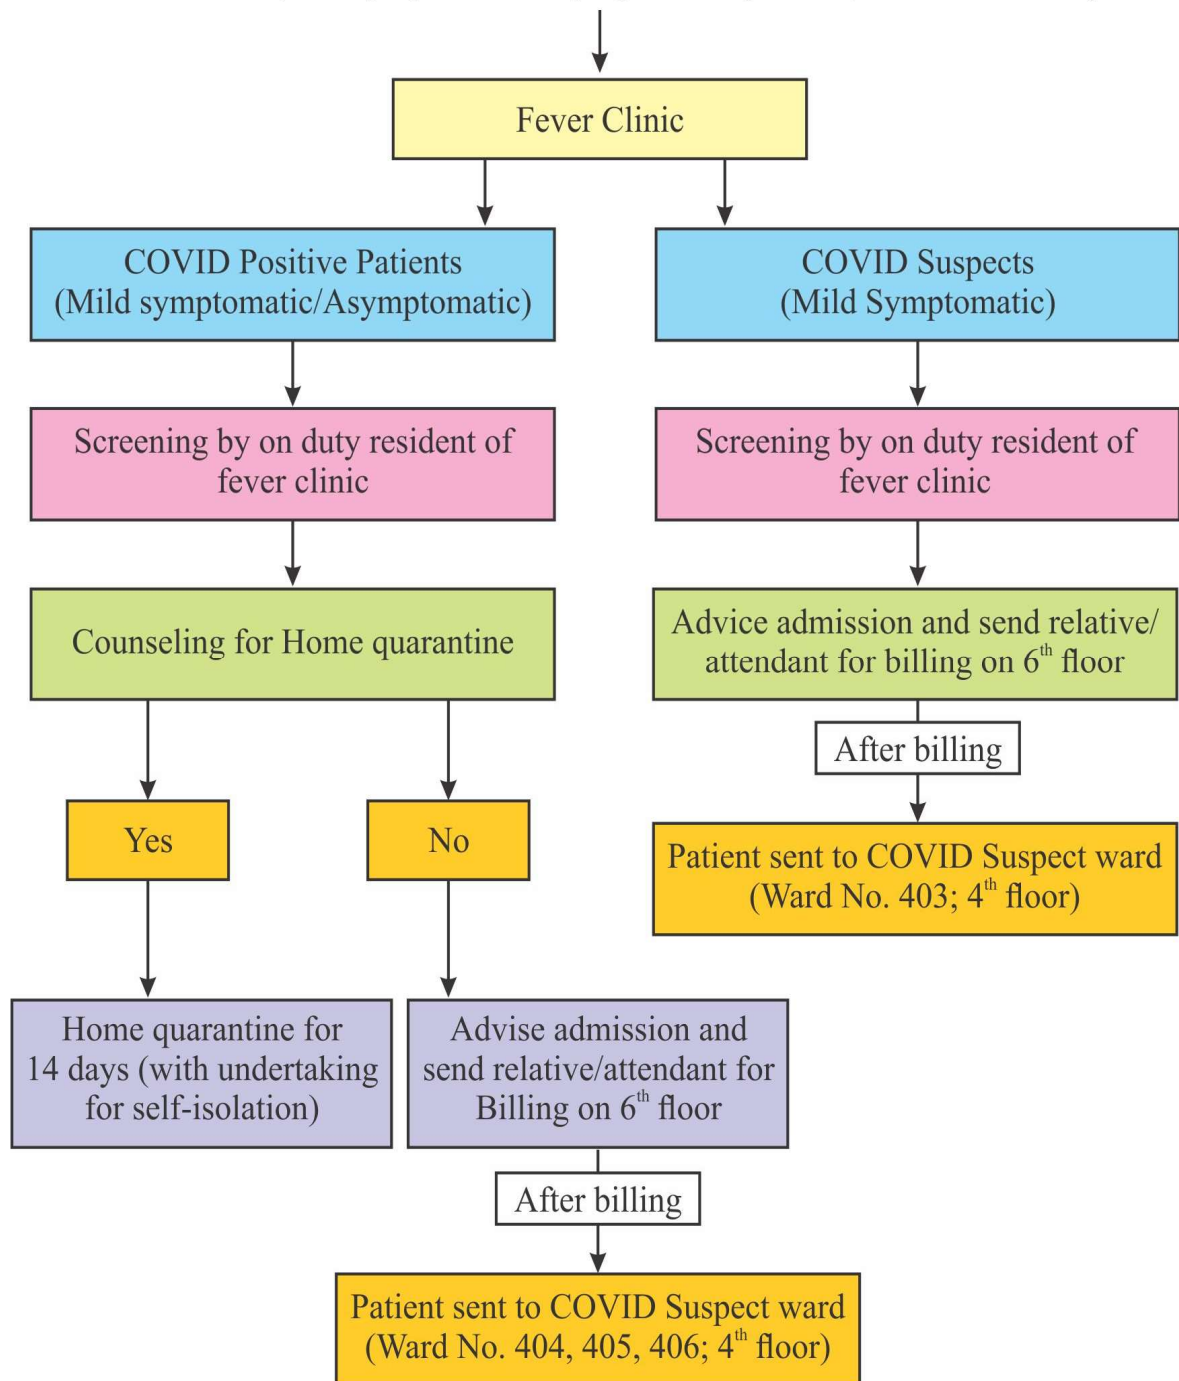 Fever Clinic
COVID Positive Patients
(Mild symptomatic/Asymptomatic)
COVID Suspects
(Mild Symptomatic)
Screening by on duty resident of
fever clinic
Screening by on duty resident of
fever clinic
Counseling for Home quarantine
Advice admission and send relative/
attendant for billing on 6th floor
After billing
Yes
No
Patient sent to COVID Suspect ward
(Ward No. 403; 4th floor)
Home quarantine for
14 days (with undertaking
for self-isolation)
Advise admission and
send relative/attendant for
Billing on 6th floor
After billing
Patient sent to COVID Suspect ward
(Ward No. 404, 405, 406; 4th floor)